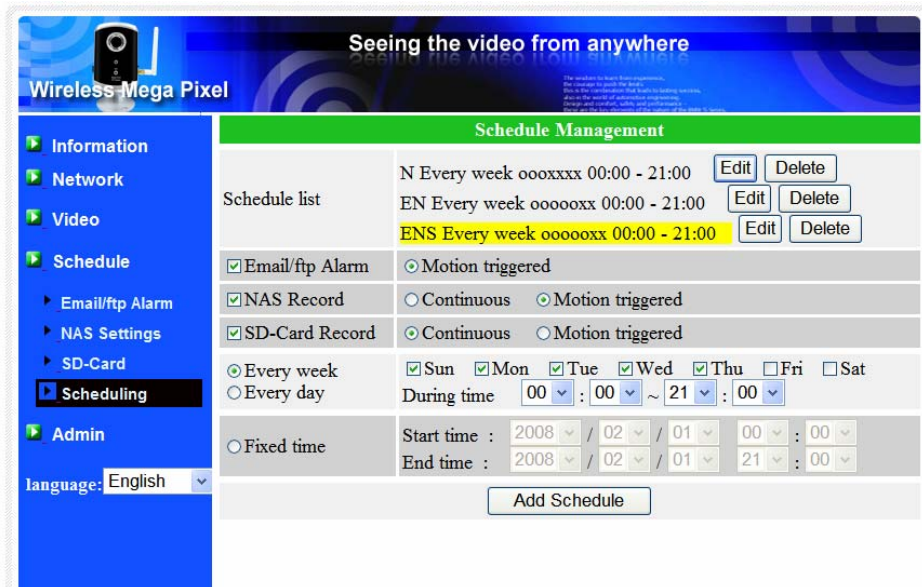 Seeing the video from anywhere
Wireless Mega Pixel
Information
Network
Video
Schedule
Email/ftp Alarm
NAS Settings
SD-Card
Scheduling
Admin
language: English
Schedule Management
Schedule list
N Every week oooxxxx 00:00 - 21:00 Edit Delete
EN Every week oooooxx 00:00 - 21:00 Edit Delete
ENS Every week oooooxx 00:00 - 21:00 Edit Delete
Email/ftp Alarm Motion triggered
NAS Record Continuous Motion triggered
SD-Card Record Continuous Motion triggered
Every week Sun Mon Tue Wed Thu Fri Sat
Every day During time 00 : 00 ~ 21 : 00
Fixed time
Start time : 2008 / 02 / 01 00 : 00
End time : 2008 / 02 / 01 21 : 00
Add Schedule